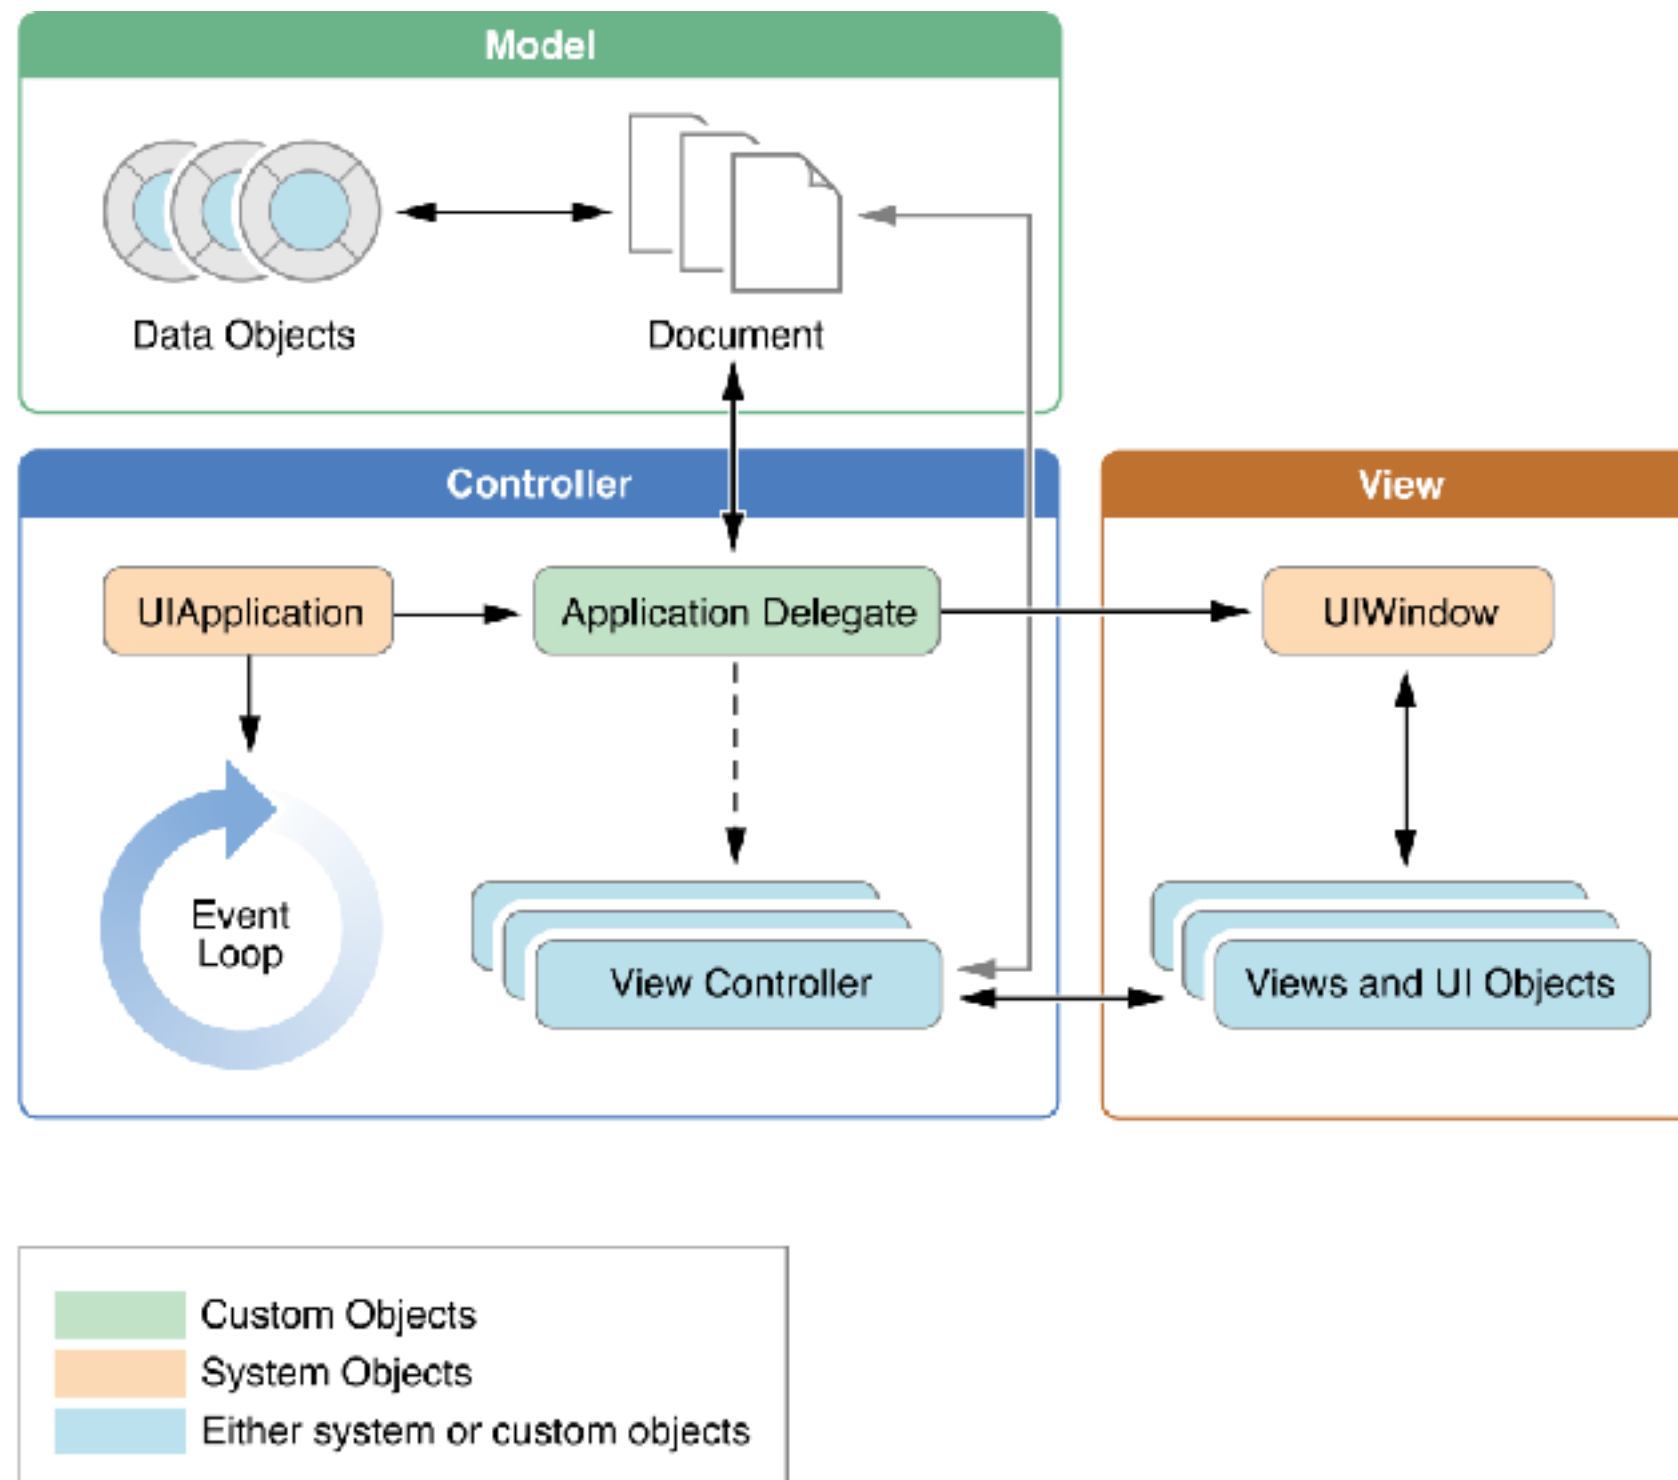 Model
Data Objects
Document
Controller
View
UIApplication
Application Delegate
UIWindow
Event
Loop
View Controller
Views and UI Objects
Custom Objects
System Objects
Either system or custom objects